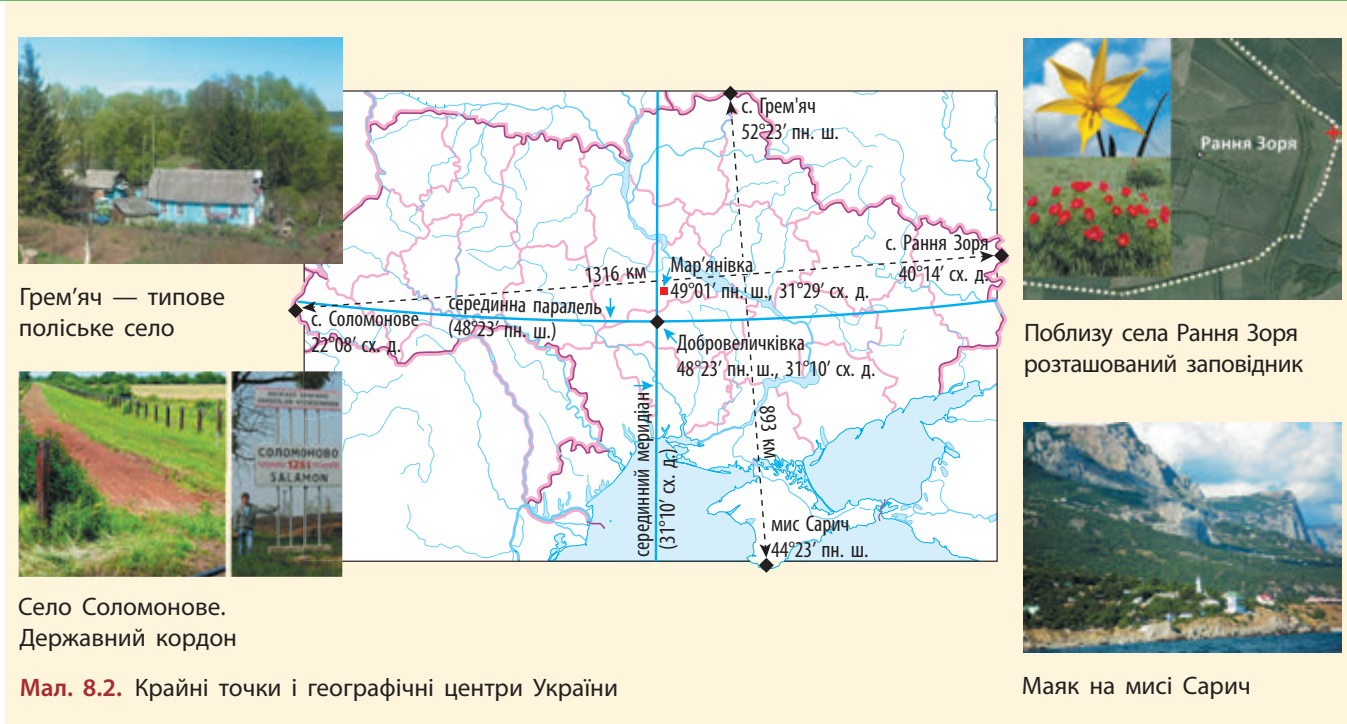 с. Грем'яч
52°23′ пн. ш.
Рання Зоря
с. Рання Зоря
40°14′ сх. д.
1316 км
Мар'янівка
49°01′ пн. ш., 31°29′ сх. д.
серединна паралель
(48°23′ пн. ш.)
с. Соломонове
22°08′ сх. д.
Добровеличківка
48°23′ пн. ш., 31°10′ сх. д.
серединний меридіан
(31°10′ сх. д.)
893 км
мис Сарич
44°23′ пн. ш.
Грем’яч — типове
поліське село
СОЛОМОНОВО
SALAMON
Село Соломонове.
Державний кордон
Поблизу села Рання Зоря
розташований заповідник
Маяк на мисі Сарич
Мал. 8.2. Крайні точки і географічні центри України